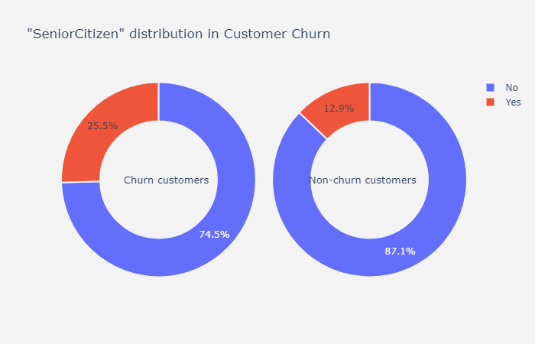 "SeniorCitizen" distribution in Customer Churn
No
Yes
25.5%
12.9%
Churn customers
Non-churn customers
74.5%
87.1%